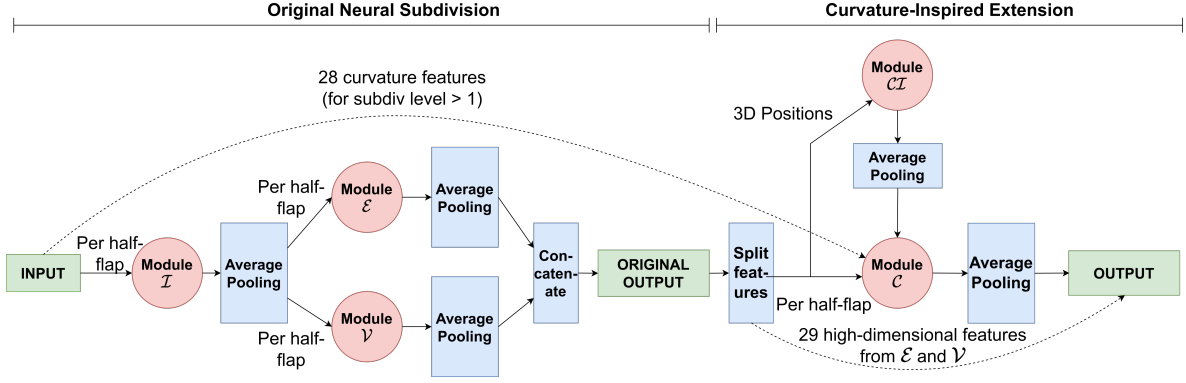 Original Neural Subdivision
Curvature-Inspired Extension
28 curvature features
(for subdiv level > 1)
Module
𝒞ℐ
3D Positions
Average
Pooling
INPUT
Per half-
flap
Module
ℐ
Average
Pooling
Per half-
flap
Module
ℰ
Average
Pooling
Per half-
flap
Module
𝒱
Average
Pooling
Con-
caten-
ate
ORIGINAL
OUTPUT
Split
feat-
ures
Per half-flap
Module
𝒞
Average
Pooling
OUTPUT
29 high-dimensional features
from ℰ and 𝒱